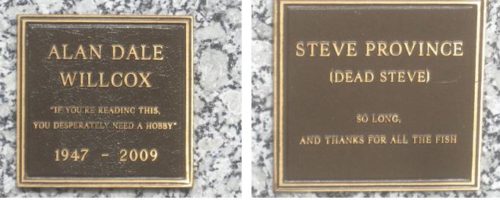 ALAN DALE
WILLCOX
"IF YOU'RE READING THIS,
YOU DESPERATELY NEED A HOBBY"
1947 - 2009
STEVE PROVINCE
(DEAD STEVE)
SO LONG,
AND THANKS FOR ALL THE FISH